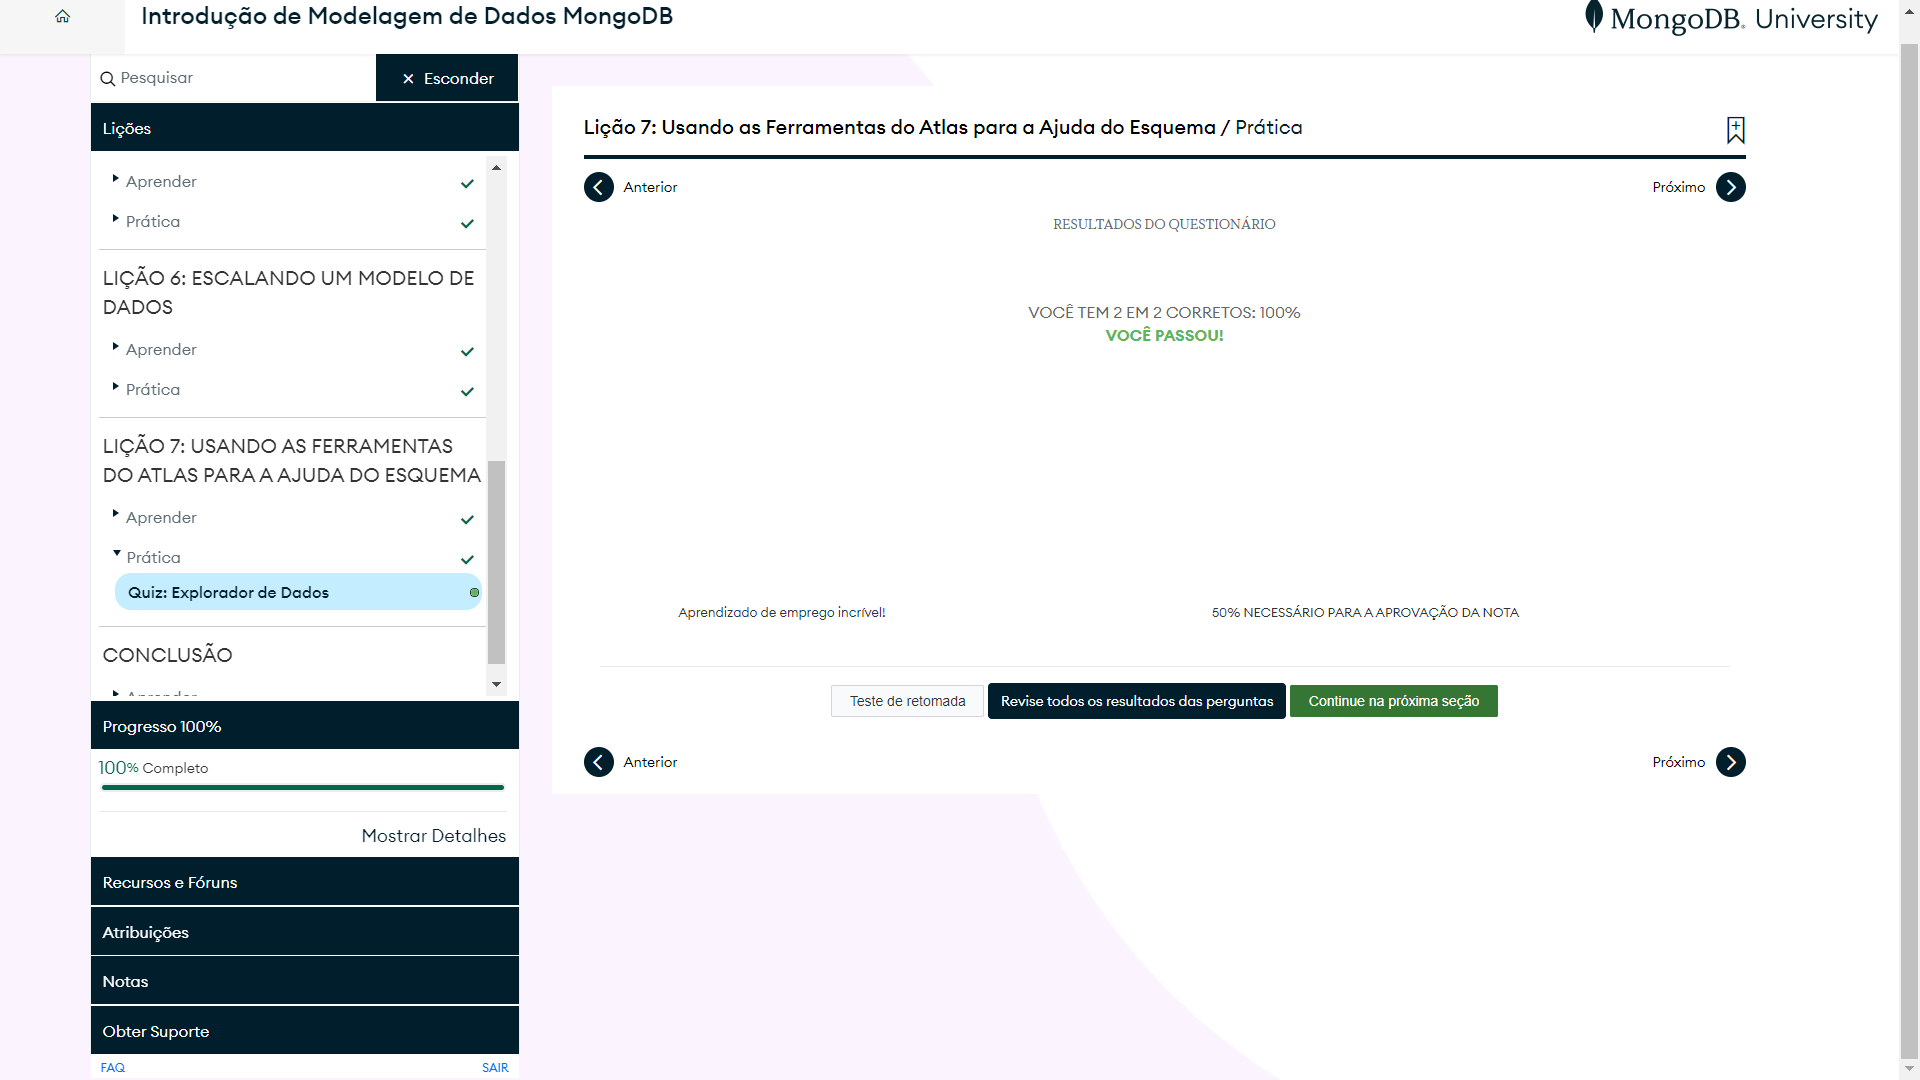 Introdução de Modelagem de Dados MongoDB
MongoDB. University
Pesquisar
Esconder
Lições
Aprender
Prática
LIÇÃO 6: ESCALANDO UM MODELO DE
DADOS
Aprender
Prática
LIÇÃO 7: USANDO AS FERRAMENTAS
DO ATLAS PARA A AJUDA DO ESQUEMA
Aprender
Prática
Quiz: Explorador de Dados
CONCLUSÃO
Aprender
Progresso 100%
100% Completo
Mostrar Detalhes
Recursos e Fóruns
Atribuições
Notas
Obter Suporte
FAQ
SAIR
Lição 7: Usando as Ferramentas do Atlas para a Ajuda do Esquema / Prática
Anterior
Próximo
RESULTADOS DO QUESTIONÁRIO
VOCÊ TEM 2 EM 2 CORRETOS: 100%
VOCÊ PASSOU!
Aprendizado de emprego incrível!
50% NECESSÁRIO PARA A APROVAÇÃO DA NOTA
Teste de retomada
Revise todos os resultados das perguntas
Continue na próxima seção
Anterior
Próximo